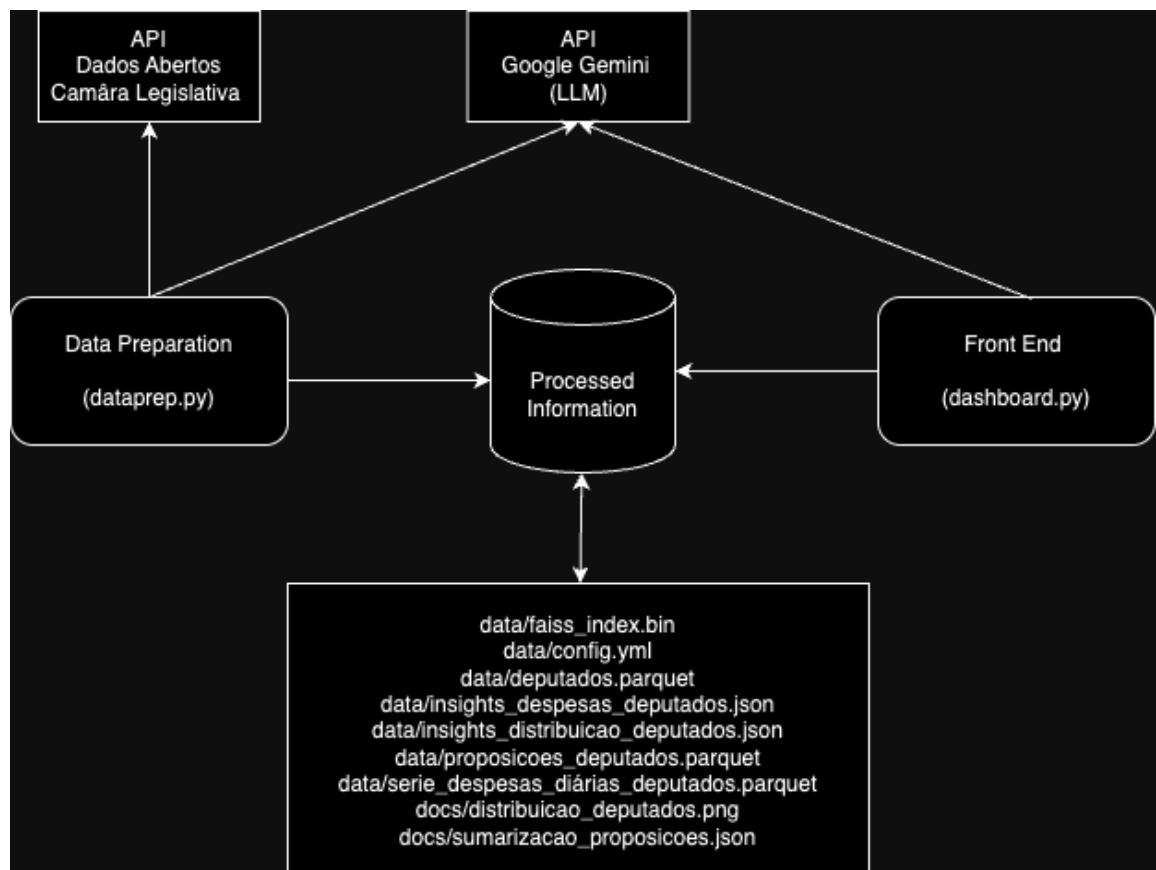 API
Dados Abertos
Camâra Legislativa
API
Google Gemini
(LLM)
Data Preparation
(dataprep.py)
Processed
Information
Front End
(dashboard.py)
data/faiss_index.bin
data/config.yml
data/deputados.parquet
data/insights_despesas_deputados.json
data/insights_distribuicao_deputados.json
data/proposicoes_deputados.parquet
data/serie_despesas_diárias_deputados.parquet
docs/distribuicao_deputados.png
docs/sumarizacao_proposicoes.json